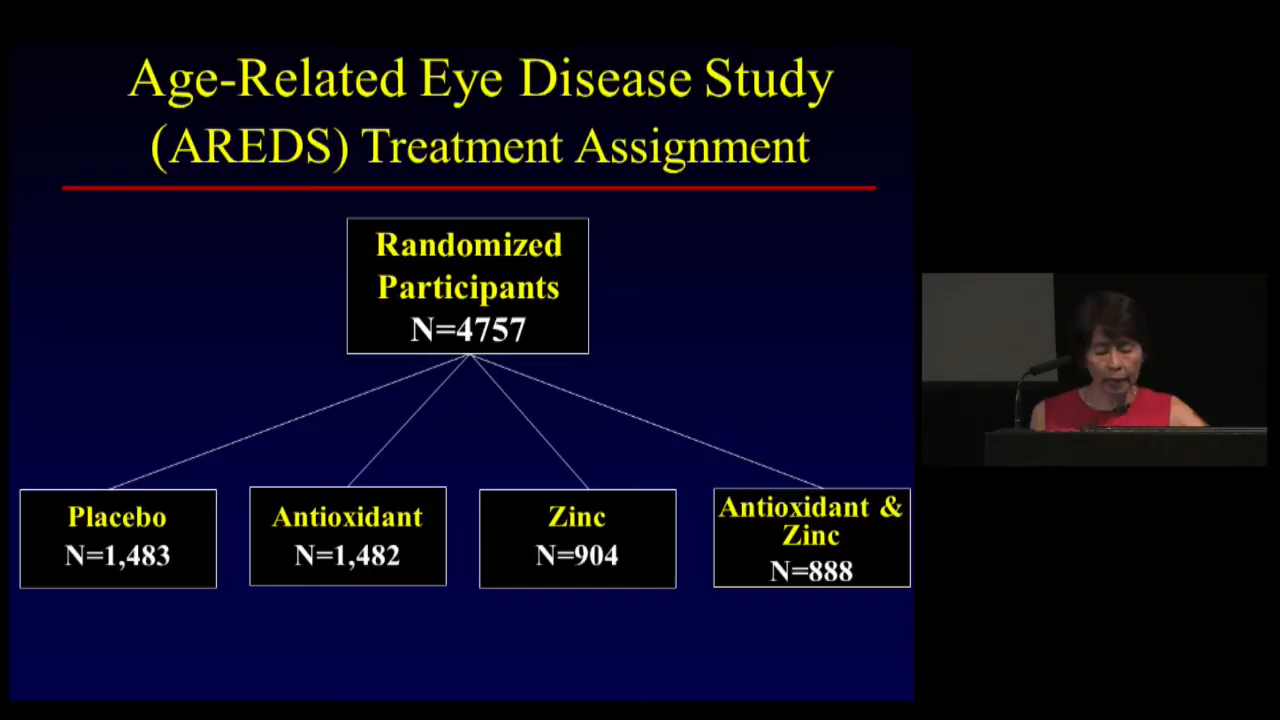 Age-Related Eye Disease Study
(AREDS) Treatment Assignment
Randomized
Participants
N=4757
Placebo
N=1,483
Antioxidant
N=1,482
Zinc
N=904
Antioxidant &
Zinc
N=888